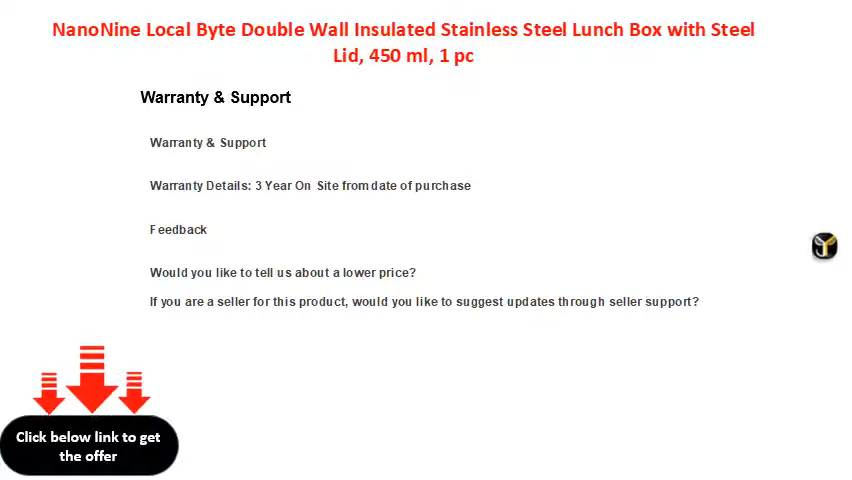 NanoNine Local Byte Double Wall Insulated Stainless Steel Lunch Box with Steel
Lid, 450 ml, 1 pc
Warranty & Support
Warranty & Support
Warranty Details: 3 Year On Site from date of purchase
Feedback
Would you like to tell us about a lower price?
If you are a seller for this product, would you like to suggest updates through seller support?
Click below link to get
the offer